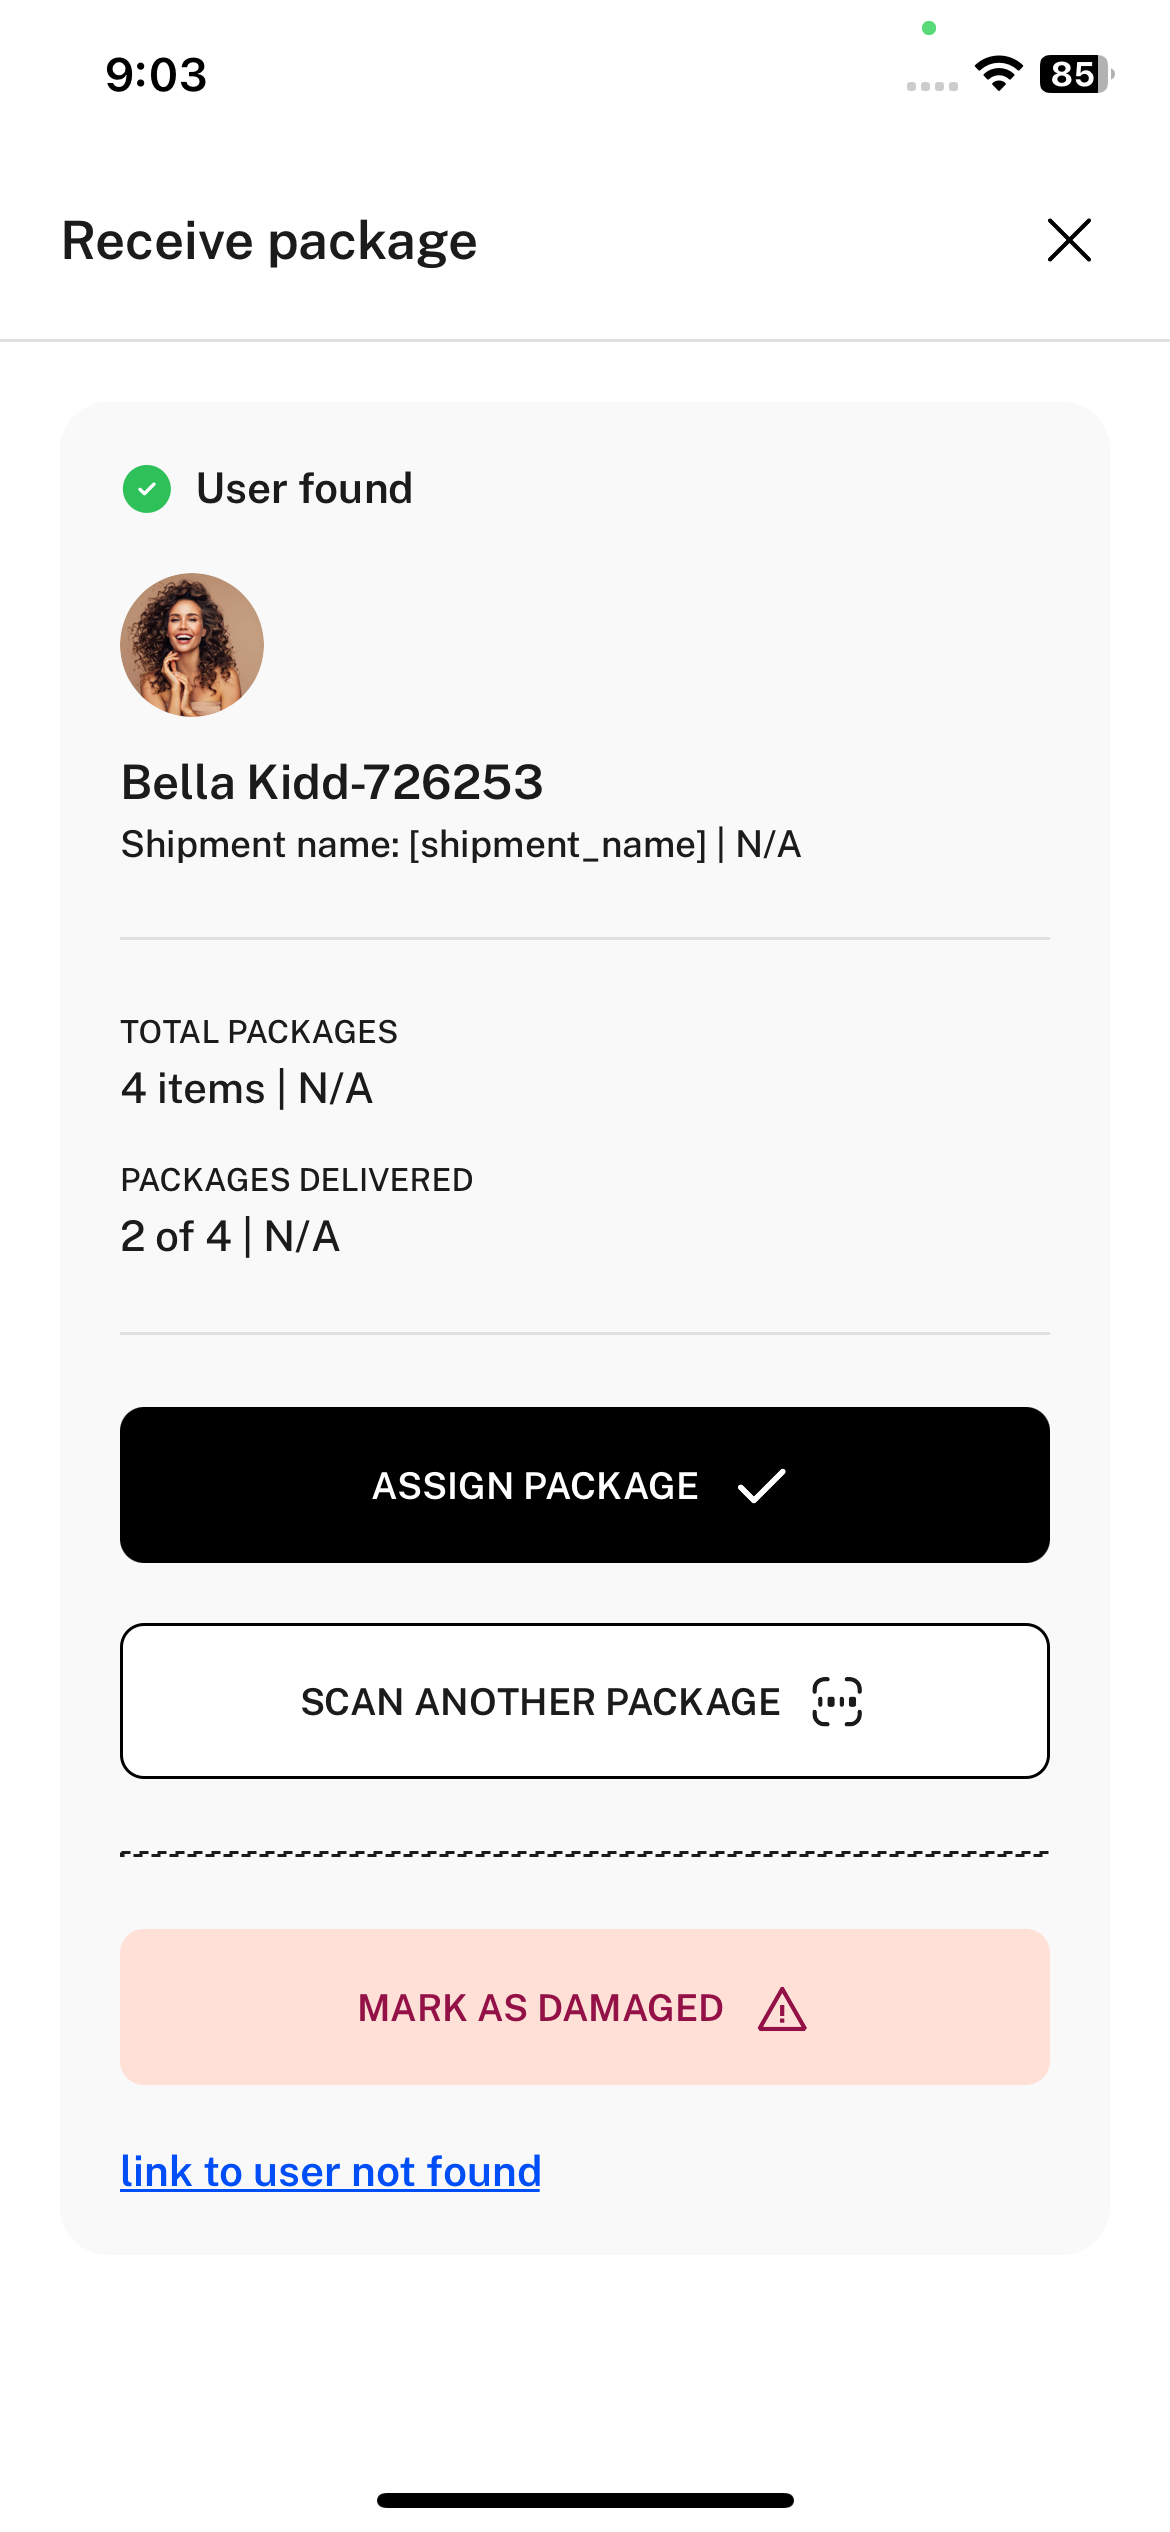 9:03
85
Receive package
User found
Bella Kidd-726253
Shipment name: [shipment_name] | N/A
TOTAL PACKAGES
4 items | N/A
PACKAGES DELIVERED
2 of 4 | N/A
ASSIGN PACKAGE
SCAN ANOTHER PACKAGE
MARK AS DAMAGED
link to user not found